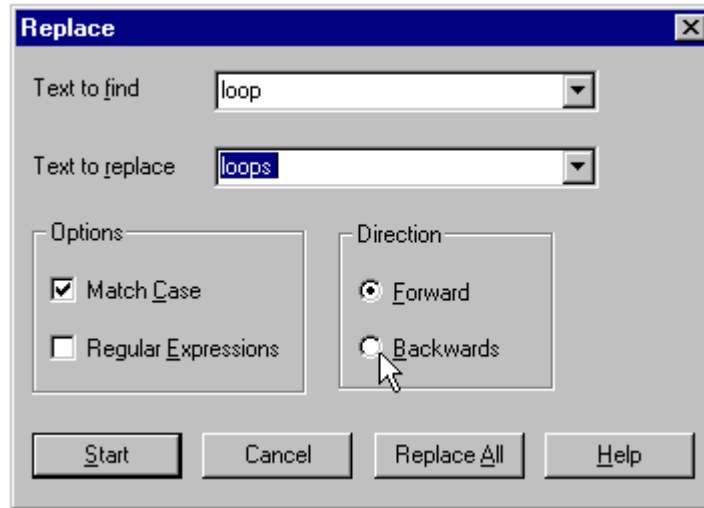 Replace
Text to find loop
Text to replace loops
Options
Match Case
Regular Expressions
Direction
Forward
Backwards
Start Cancel Replace All Help